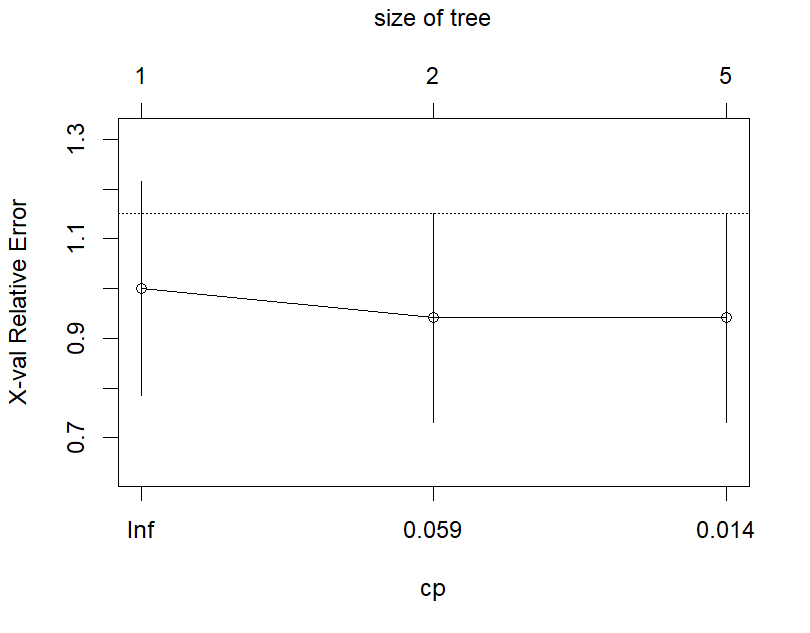 size of tree
1 2 5
1.3
1.1
0.9
0.7
X-val Relative Error
Inf 0.059 0.014
cp